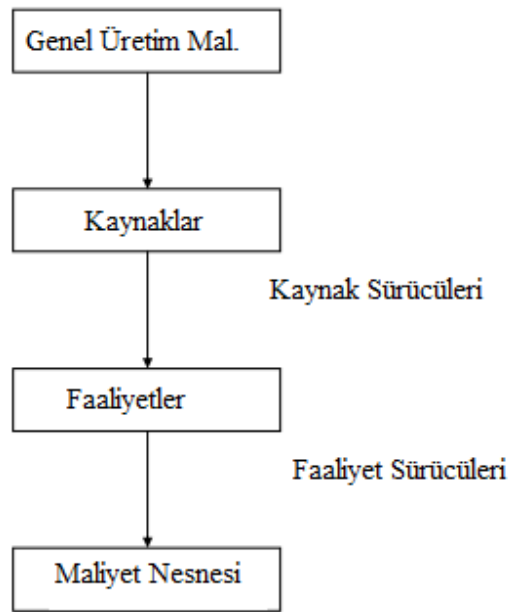 Genel Üretim Mal.
Kaynaklar
Kaynak Sürücüleri
Faaliyetler
Faaliyet Sürücüleri
Maliyet Nesnesi